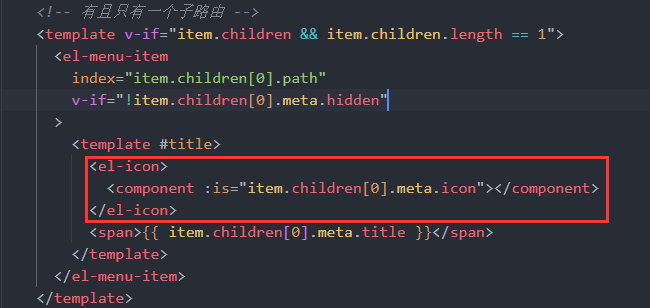 <!-- 有且只有一个子路由 -->
<template v-if="item.children && item.children.length == 1">
<el-menu-item
index="item.children[0].path"
v-if="!item.children[0].meta.hidden"
>
<template #title>
<el-icon>
<component :is="item.children[0].meta.icon"></component>
</el-icon>
<span>{{ item.children[0].meta.title }}</span>
</template>
</el-menu-item>
</template>